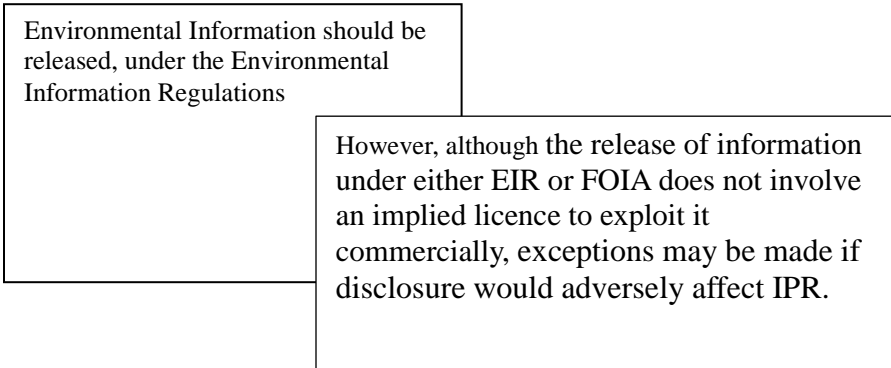 Environmental Information should be
released, under the Environmental
Information Regulations
However, although the release of information
under either EIR or FOIA does not involve
an implied licence to exploit it
commercially, exceptions may be made if
disclosure would adversely affect IPR.